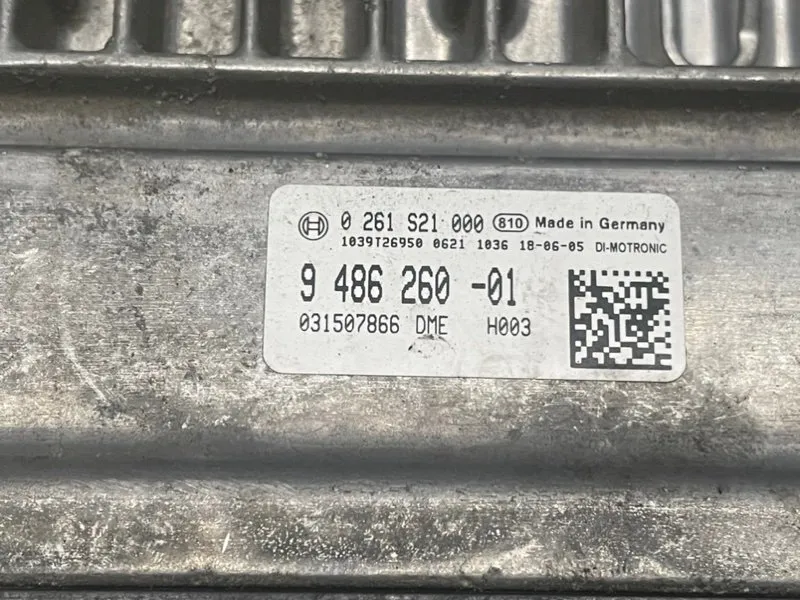 0 261 S21 000 810 Made in Germany
1039T26950 0621 1036 18-06-05 DI-MOTRONIC
9 486 260 -01
031507866 DME H003